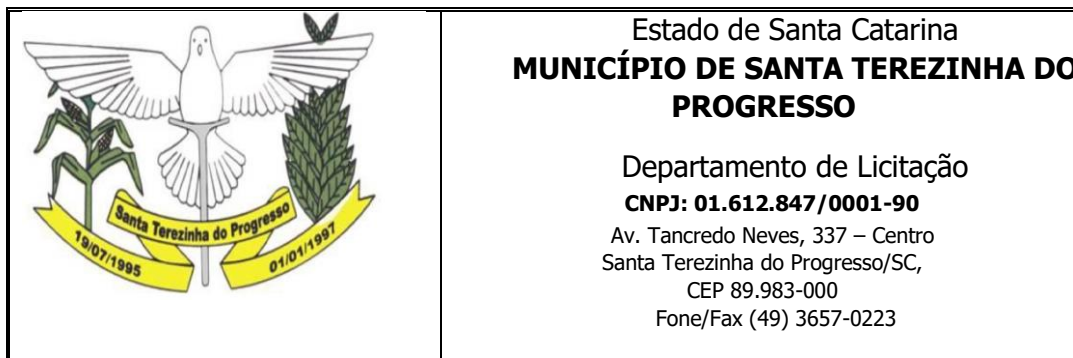 Santa Terezinha do Progresso
19/07/1995
01/01/1997
Estado de Santa Catarina
MUNICÍPIO DE SANTA TEREZINHA DO
PROGRESSO
Departamento de Licitação
CNPJ: 01.612.847/0001-90
Av. Tancredo Neves, 337 – Centro
Santa Terezinha do Progresso/SC,
CEP 89.983-000
Fone/Fax (49) 3657-0223